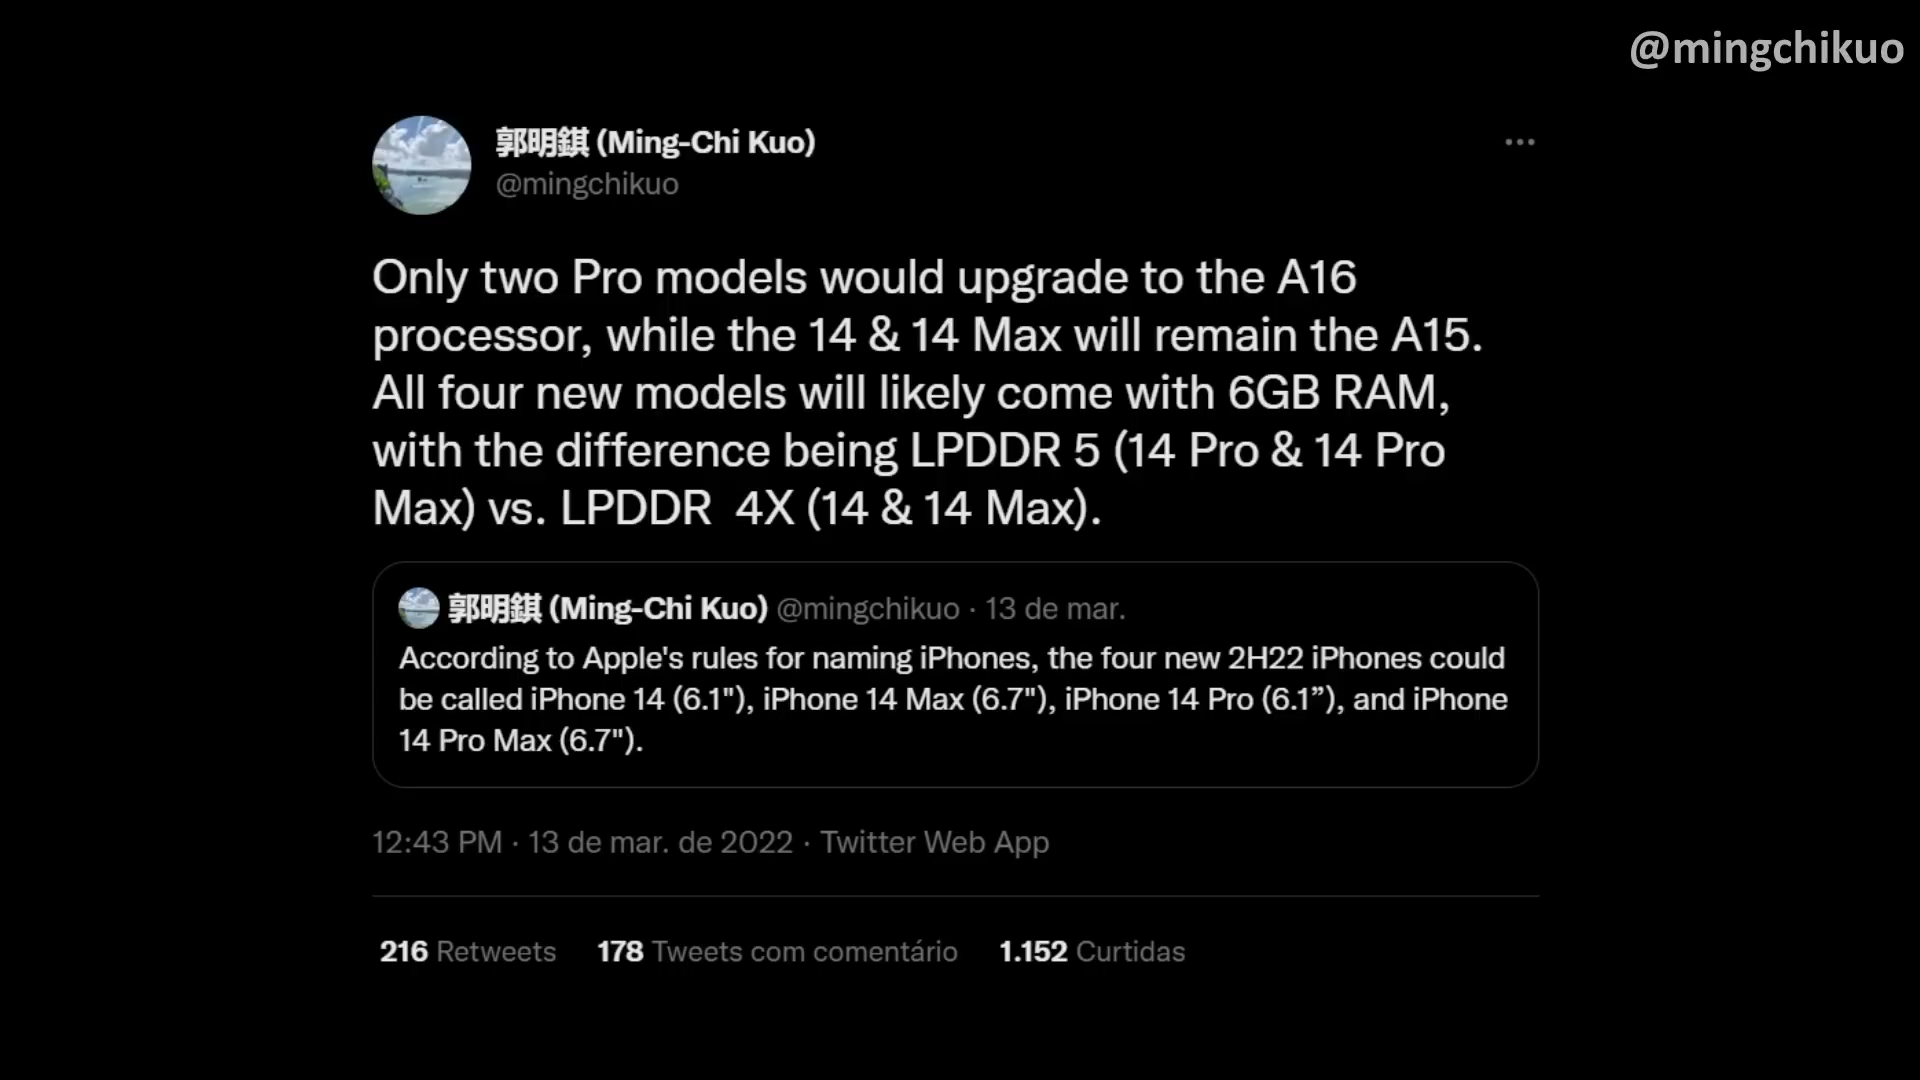 @mingchikuo
郭明錤 (Ming-Chi Kuo)
@mingchikuo
Only two Pro models would upgrade to the A16
processor, while the 14 & 14 Max will remain the A15.
All four new models will likely come with 6GB RAM,
with the difference being LPDDR 5 (14 Pro & 14 Pro
Max) vs. LPDDR  4X (14 & 14 Max).
郭明錤 (Ming-Chi Kuo) @mingchikuo · 13 de mar.
According to Apple's rules for naming iPhones, the four new 2H22 iPhones could
be called iPhone 14 (6.1"), iPhone 14 Max (6.7"), iPhone 14 Pro (6.1”), and iPhone
14 Pro Max (6.7").
12:43 PM · 13 de mar. de 2022 · Twitter Web App
216 Retweets 178 Tweets com comentário 1.152 Curtidas